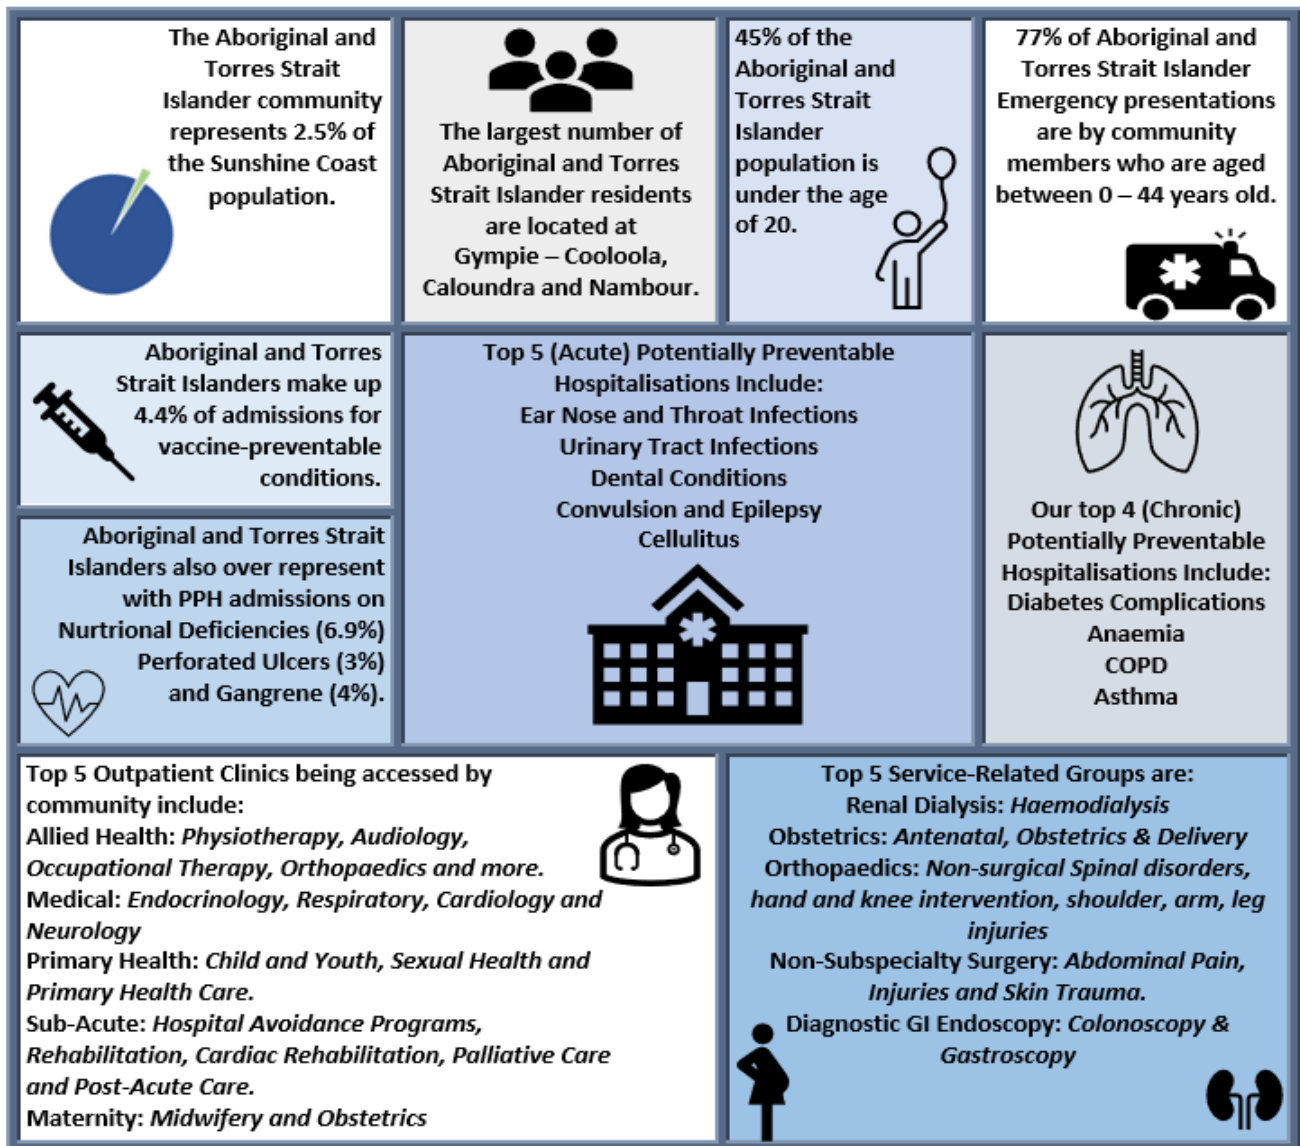 The Aboriginal and
Torres Strait
Islander community
represents 2.5% of
the Sunshine Coast
population.
The largest number of
Aboriginal and Torres
Strait Islander residents
are located at
Gympie – Cooloola,
Caloundra and Nambour.
45% of the
Aboriginal and
Torres Strait
Islander
population is
under the age
of 20.
77% of Aboriginal and
Torres Strait Islander
Emergency presentations
are by community
members who are aged
between 0 – 44 years old.
Aboriginal and Torres
Strait Islanders make up
4.4% of admissions for
vaccine-preventable
conditions.
Aboriginal and Torres Strait
Islanders also over represent
with PPH admissions on
Nurtrional Deficiencies (6.9%)
Perforated Ulcers (3%)
and Gangrene (4%).
Top 5 (Acute) Potentially Preventable
Hospitalisations Include:
Ear Nose and Throat Infections
Urinary Tract Infections
Dental Conditions
Convulsion and Epilepsy
Cellulitus
Our top 4 (Chronic)
Potentially Preventable
Hospitalisations Include:
Diabetes Complications
Anaemia
COPD
Asthma
Top 5 Outpatient Clinics being accessed by
community include:
Allied Health: Physiotherapy, Audiology,
Occupational Therapy, Orthopaedics and more.
Medical: Endocrinology, Respiratory, Cardiology and
Neurology
Primary Health: Child and Youth, Sexual Health and
Primary Health Care.
Sub-Acute: Hospital Avoidance Programs,
Rehabilitation, Cardiac Rehabilitation, Palliative Care
and Post-Acute Care.
Maternity: Midwifery and Obstetrics
Top 5 Service-Related Groups are:
Renal Dialysis: Haemodialysis
Obstetrics: Antenatal, Obstetrics & Delivery
Orthopaedics: Non-surgical Spinal disorders,
hand and knee intervention, shoulder, arm, leg
injuries
Non-Subspecialty Surgery: Abdominal Pain,
Injuries and Skin Trauma.
Diagnostic GI Endoscopy: Colonoscopy &
Gastroscopy